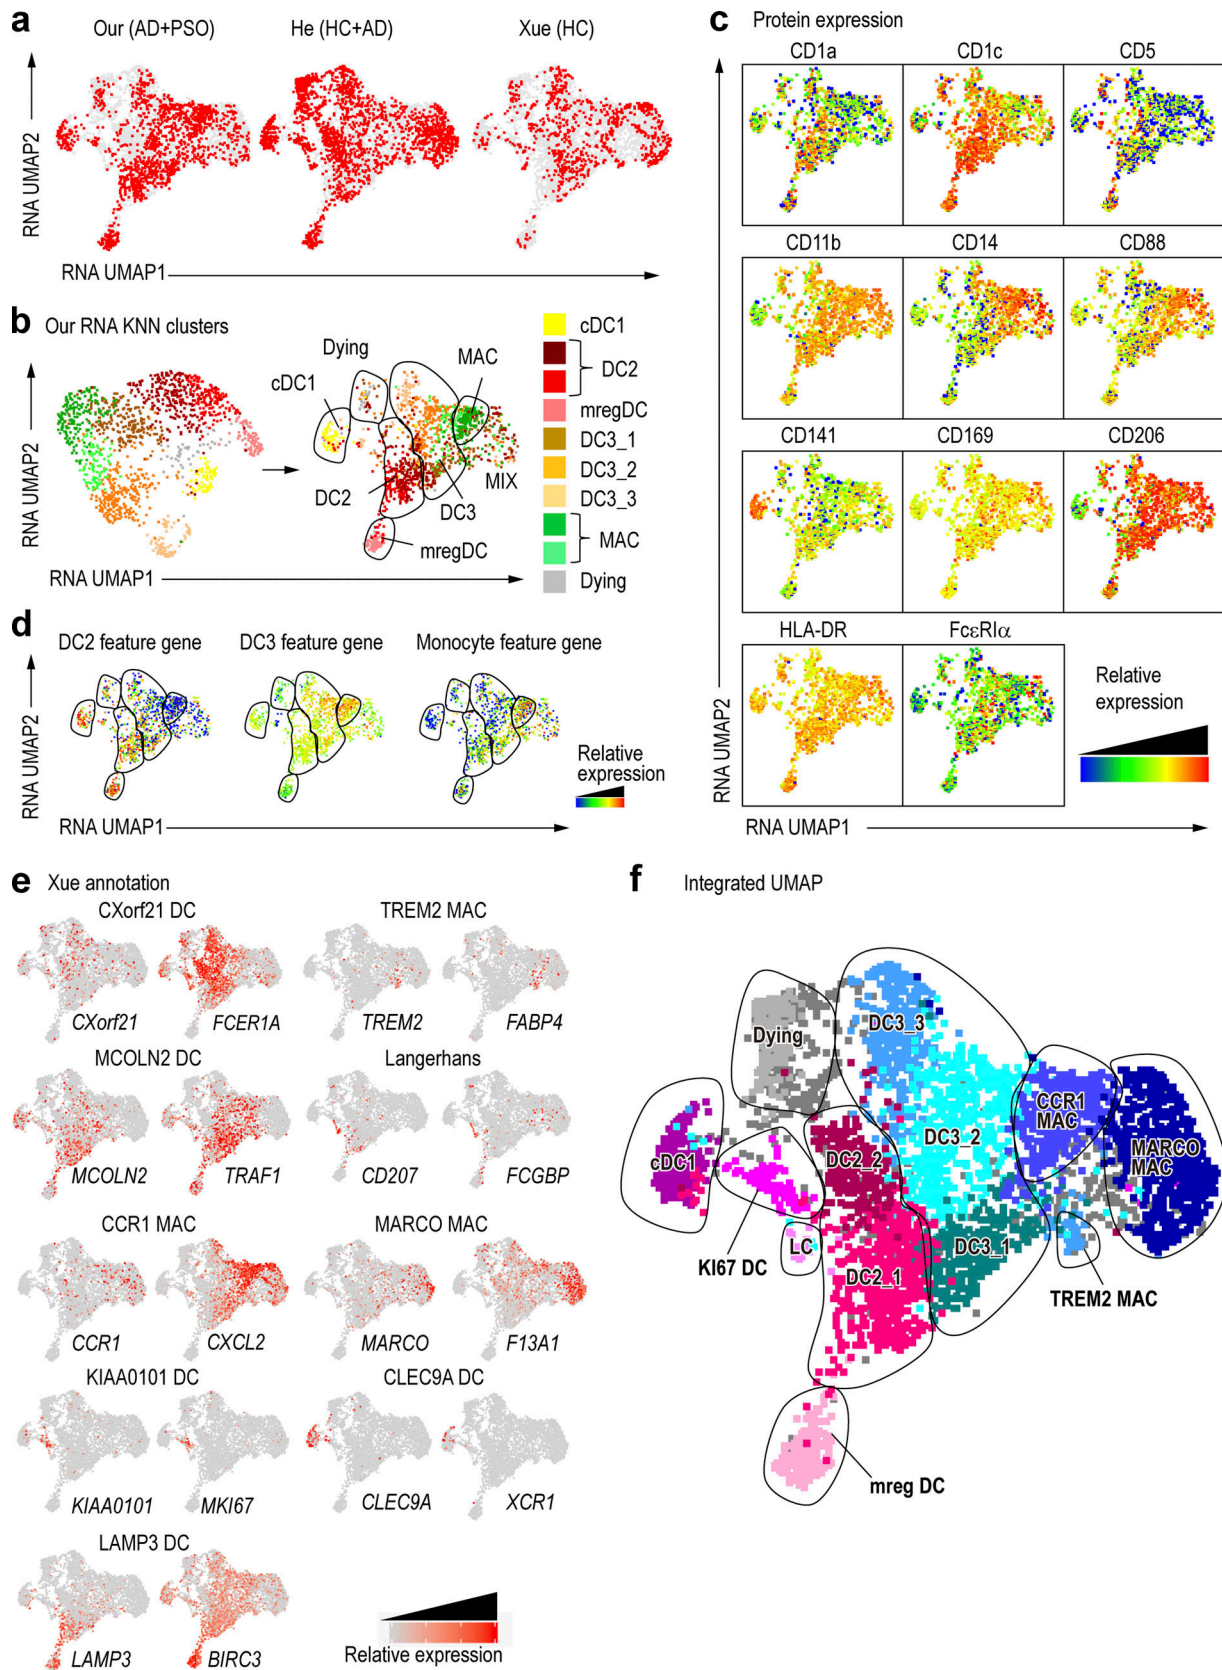 a
Our (AD+PSO)
He (HC+AD)
Xue (HC)
RNA UMAP2
RNA UMAP1
b Our RNA KNN clusters
RNA UMAP2
RNA UMAP1
Dying
cDC1
MAC
DC2
DC3
MIX
mregDC
cDC1
DC2
mregDC
DC3_1
DC3_2
DC3_3
MAC
Dying
c Protein expression
CD1a
CD1c
CD5
CD11b
CD14
CD88
CD141
CD169
CD206
HLA-DR
FcεRIα
Relative
expression
RNA UMAP2
RNA UMAP1
d
DC2 feature gene
DC3 feature gene
Monocyte feature gene
Relative
expression
RNA UMAP2
RNA UMAP1
e Xue annotation
CXorf21 DC
TREM2 MAC
CXorf21
FCER1A
TREM2
FABP4
MCOLN2 DC
Langerhans
MCOLN2
TRAF1
CD207
FCGBP
CCR1 MAC
MARCO MAC
CCR1
CXCL2
MARCO
F13A1
KIAA0101 DC
CLEC9A DC
KIAA0101
MKI67
CLEC9A
XCR1
LAMP3 DC
LAMP3
BIRC3
Relative expression
f Integrated UMAP
Dying
DC3_3
CCR1
MAC
MARCO
MAC
DC3_2
cDC1
DC2_2
LC
KI67 DC
DC2_1
DC3_1
TREM2 MAC
mreg DC